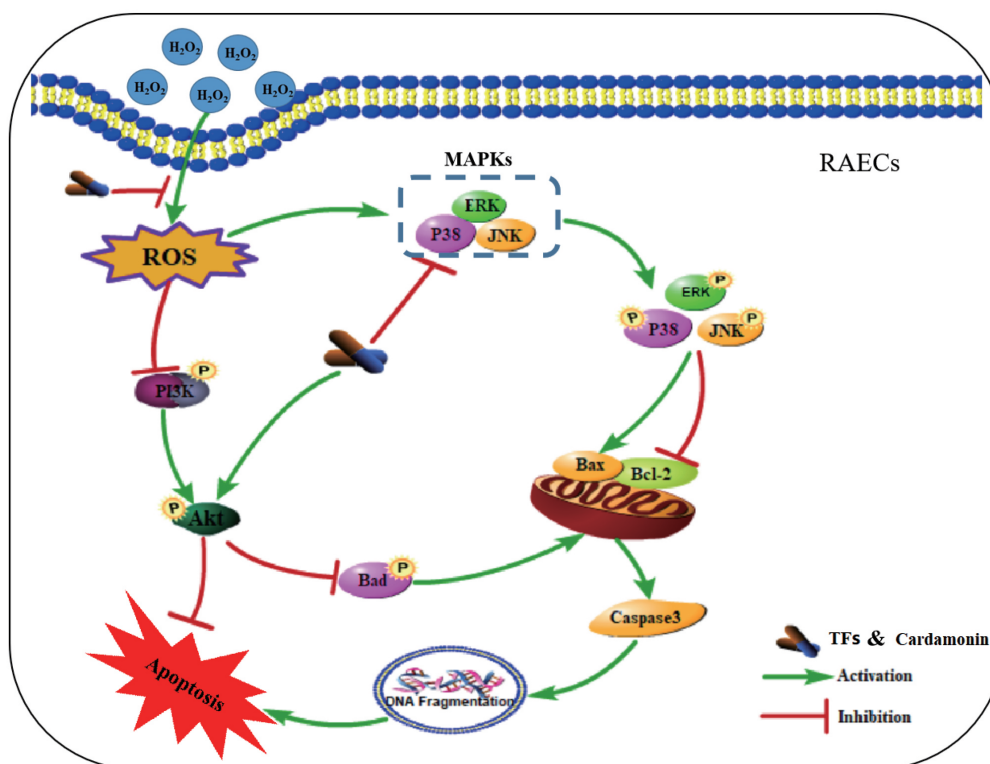 H₂O₂
H₂O₂
H₂O₂
H₂O₂
H₂O₂
MAPKs
RAECs
ERK
P38
JNK
ROS
P
ERK
P
P38
JNK
P
P
PI3K
Bax
Bcl-2
P
Akt
P
Bad
Caspase3
TFs & Cardamonin
Activation
Inhibition
Apoptosis
DNA Fragmentation